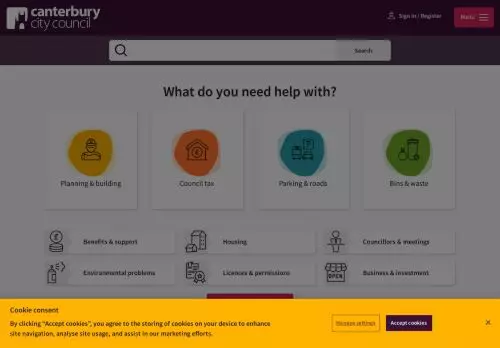 canterbury
city council
Sign in / Register
Menu
Search
What do you need help with?
Planning & building
Council tax
Parking & roads
Bins & waste
Benefits & support
Housing
Councillors & meetings
Environmental problems
Licences & permissions
Business & investment
OPEN
Cookie consent
By clicking "Accept cookies", you agree to the storing of cookies on your device to enhance
site navigation, analyse site usage, and assist in our marketing efforts.
Manage settings
Accept cookies